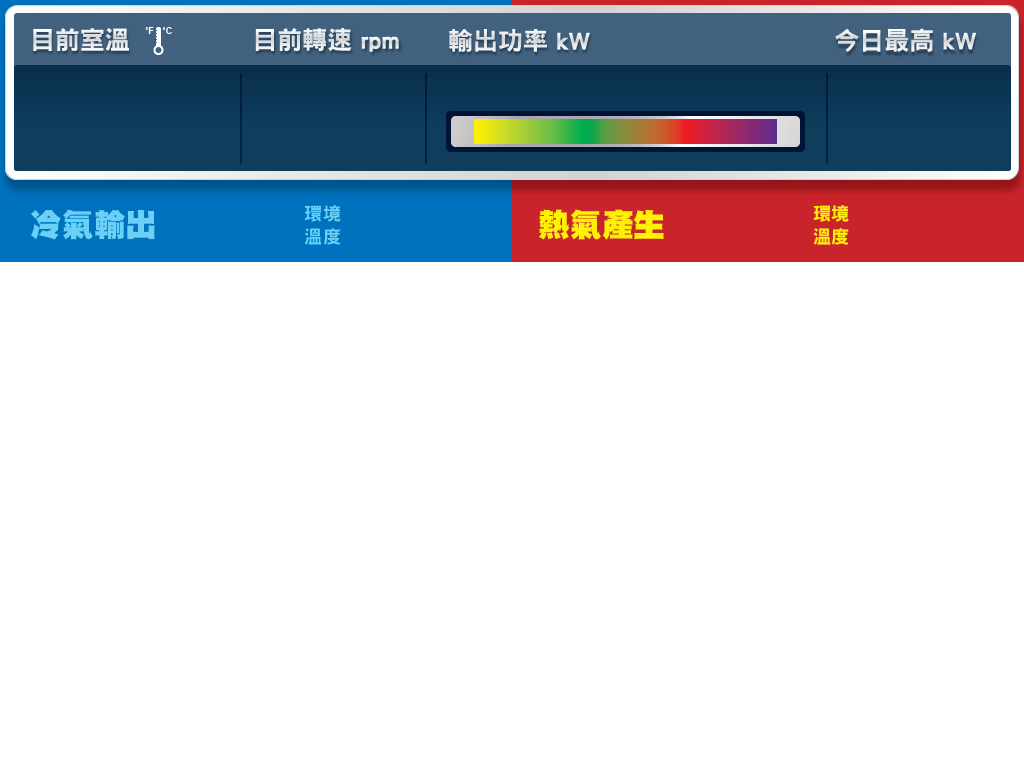 目前室溫 °F °C
目前轉速 rpm
輸出功率 kW
今日最高 kW
冷氣輸出
環境
溫度
熱氣產生
環境
溫度